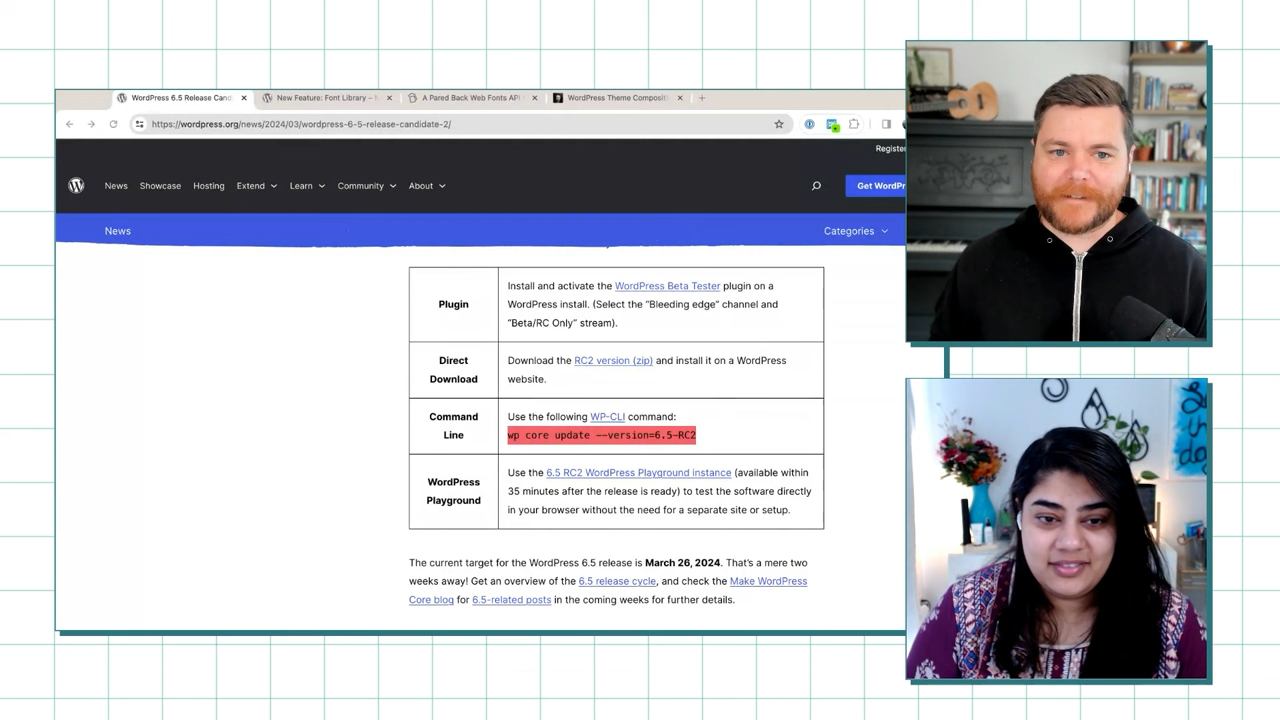 WordPress 6.5 Release Cand
New Feature: Font Library –
A Pared Back Web Fonts API
WordPress Theme Composit
https://wordpress.org/news/2024/03/wordpress-6-5-release-candidate-2/
Register
News Showcase Hosting Extend Learn Community About
Get WordPr
News
Categories
Plugin
Install and activate the WordPress Beta Tester plugin on a
WordPress install. (Select the “Bleeding edge” channel and
“Beta/RC Only” stream).
Direct
Download
Download the RC2 version (zip) and install it on a WordPress
website.
Command
Line
Use the following WP-CLI command:
wp core update --version=6.5-RC2
WordPress
Playground
Use the 6.5 RC2 WordPress Playground instance (available within
35 minutes after the release is ready) to test the software directly
in your browser without the need for a separate site or setup.
The current target for the WordPress 6.5 release is March 26, 2024. That’s a mere two
weeks away! Get an overview of the 6.5 release cycle, and check the Make WordPress
Core blog for 6.5-related posts in the coming weeks for further details.